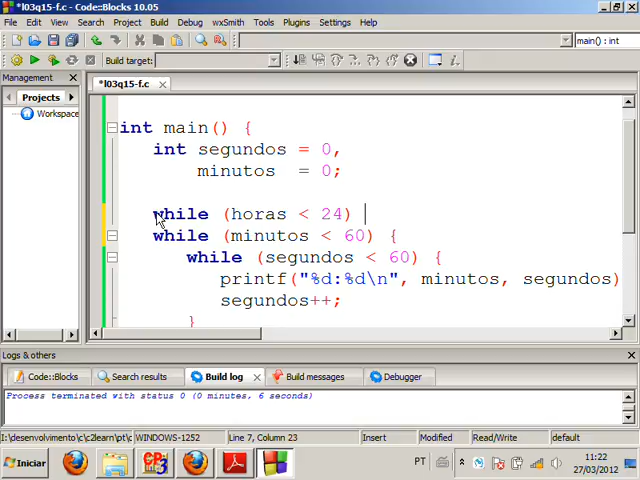 *l03q15-f.c - Code::Blocks 10.05
File Edit View Search Project Build Debug wxSmith Tools Plugins Settings Help
main() : int
Build target:
Management
*l03q15-f.c
Projects
Workspace
int main() {
int segundos = 0,
minutos = 0;
while (horas < 24)
while (minutos < 60) {
while (segundos < 60) {
printf("%d:%d\n", minutos, segundos)
segundos++;
}
Logs & others
Code::Blocks
Search results
Build log
Build messages
Debugger
Process terminated with status 0 (0 minutes, 6 seconds)
I:\desenvolvimento\c\c2learn\pt\c WINDOWS-1252 Line 7, Column 23 Insert Modified Read/Write default
Iniciar
PT
11:22
27/03/2012